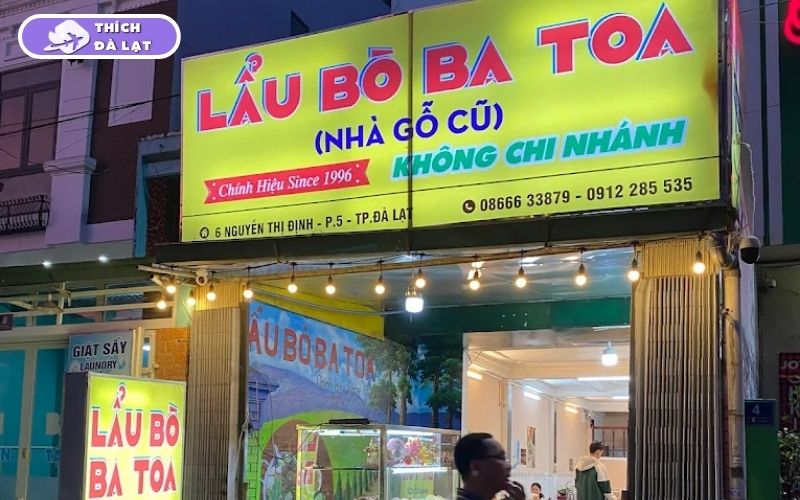 THÍCH
ĐÀ LẠT
LẨU BÒ BA TOA
(NHÀ GỖ CŨ)
Chính Hiệu Since 1996
KHÔNG CHI NHÁNH
6 NGUYỄN THỊ ĐỊNH - P.5 - TP.ĐÀ LẠT
08666 33879 - 0912 285 535
GIẶT SẤY
LAUNDRY
LẨU BÒ BA TOA
LẨU BÒ
BA TOA
4